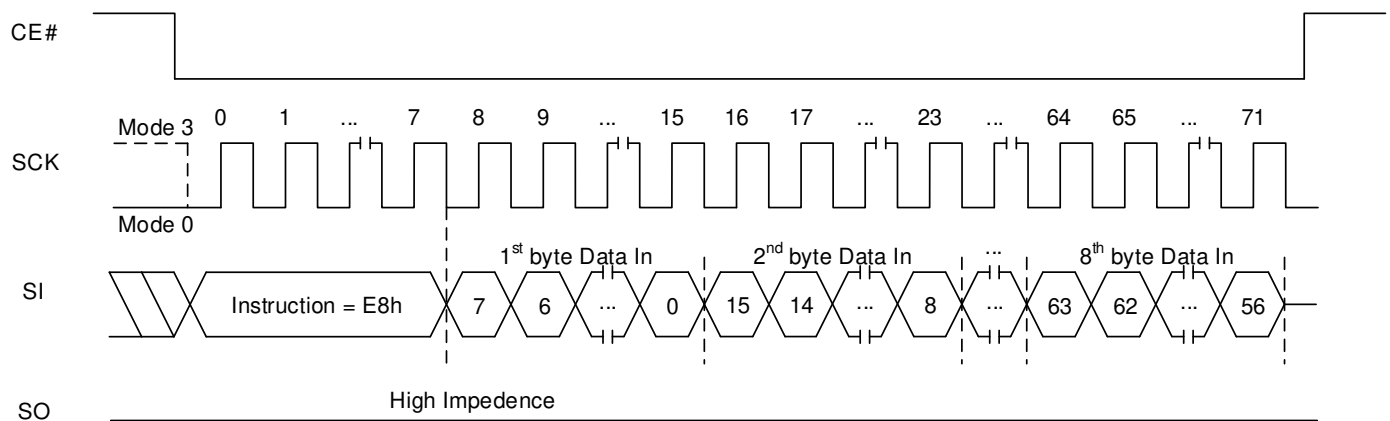 CE#
0 1 ... 7 8 9 ... 15 16 17 ... 23 ... 64 65 ... 71
Mode 3
SCK
Mode 0
1st byte Data In 2nd byte Data In ... 8th byte Data In
SI Instruction = E8h 7 6 ... 0 15 14 ... 8 ... 63 62 ... 56
High Impedence
SO